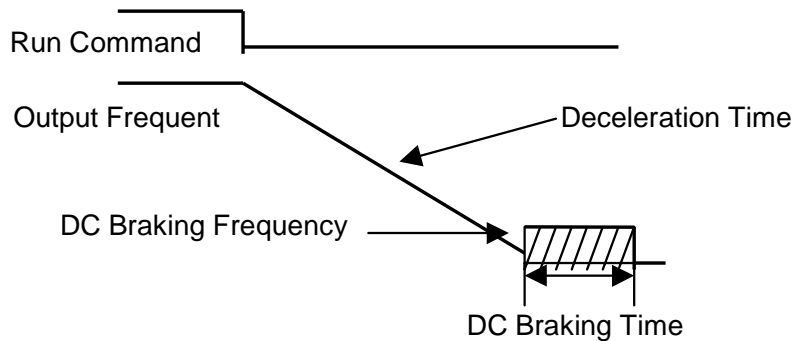 Run Command
Output Frequent
Deceleration Time
DC Braking Frequency
DC Braking Time